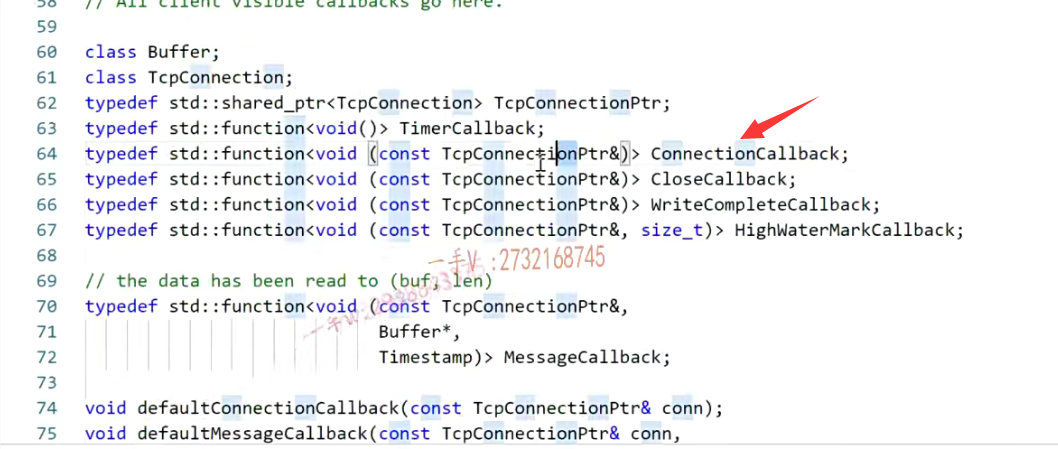 58 // All client visible callbacks go here.
59
60 class Buffer;
61 class TcpConnection;
62 typedef std::shared_ptr<TcpConnection> TcpConnectionPtr;
63 typedef std::function<void()> TimerCallback;
64 typedef std::function<void (const TcpConnectionPtr&)> ConnectionCallback;
65 typedef std::function<void (const TcpConnectionPtr&)> CloseCallback;
66 typedef std::function<void (const TcpConnectionPtr&)> WriteCompleteCallback;
67 typedef std::function<void (const TcpConnectionPtr&, size_t)> HighWaterMarkCallback;
68
一手V :2732168745
69 // the data has been read to (buf, len)
70 typedef std::function<void (const TcpConnectionPtr&,
71 Buffer*,
72 Timestamp)> MessageCallback;
73
74 void defaultConnectionCallback(const TcpConnectionPtr& conn);
75 void defaultMessageCallback(const TcpConnectionPtr& conn,